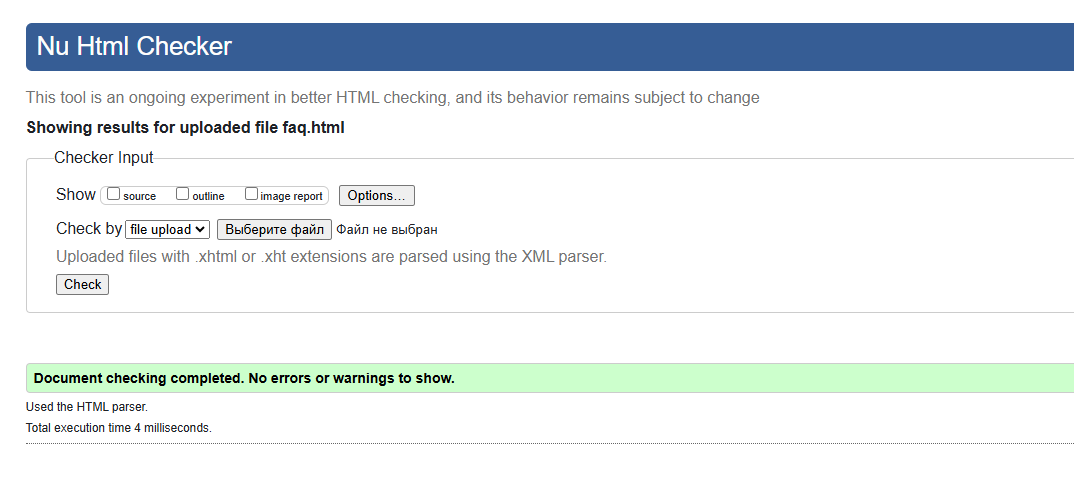 Nu Html Checker
This tool is an ongoing experiment in better HTML checking, and its behavior remains subject to change
Showing results for uploaded file faq.html
Checker Input
Show source outline image report Options...
Check by file upload Выберите файл Файл не выбран
Uploaded files with .xhtml or .xht extensions are parsed using the XML parser.
Check
Document checking completed. No errors or warnings to show.
Used the HTML parser.
Total execution time 4 milliseconds.